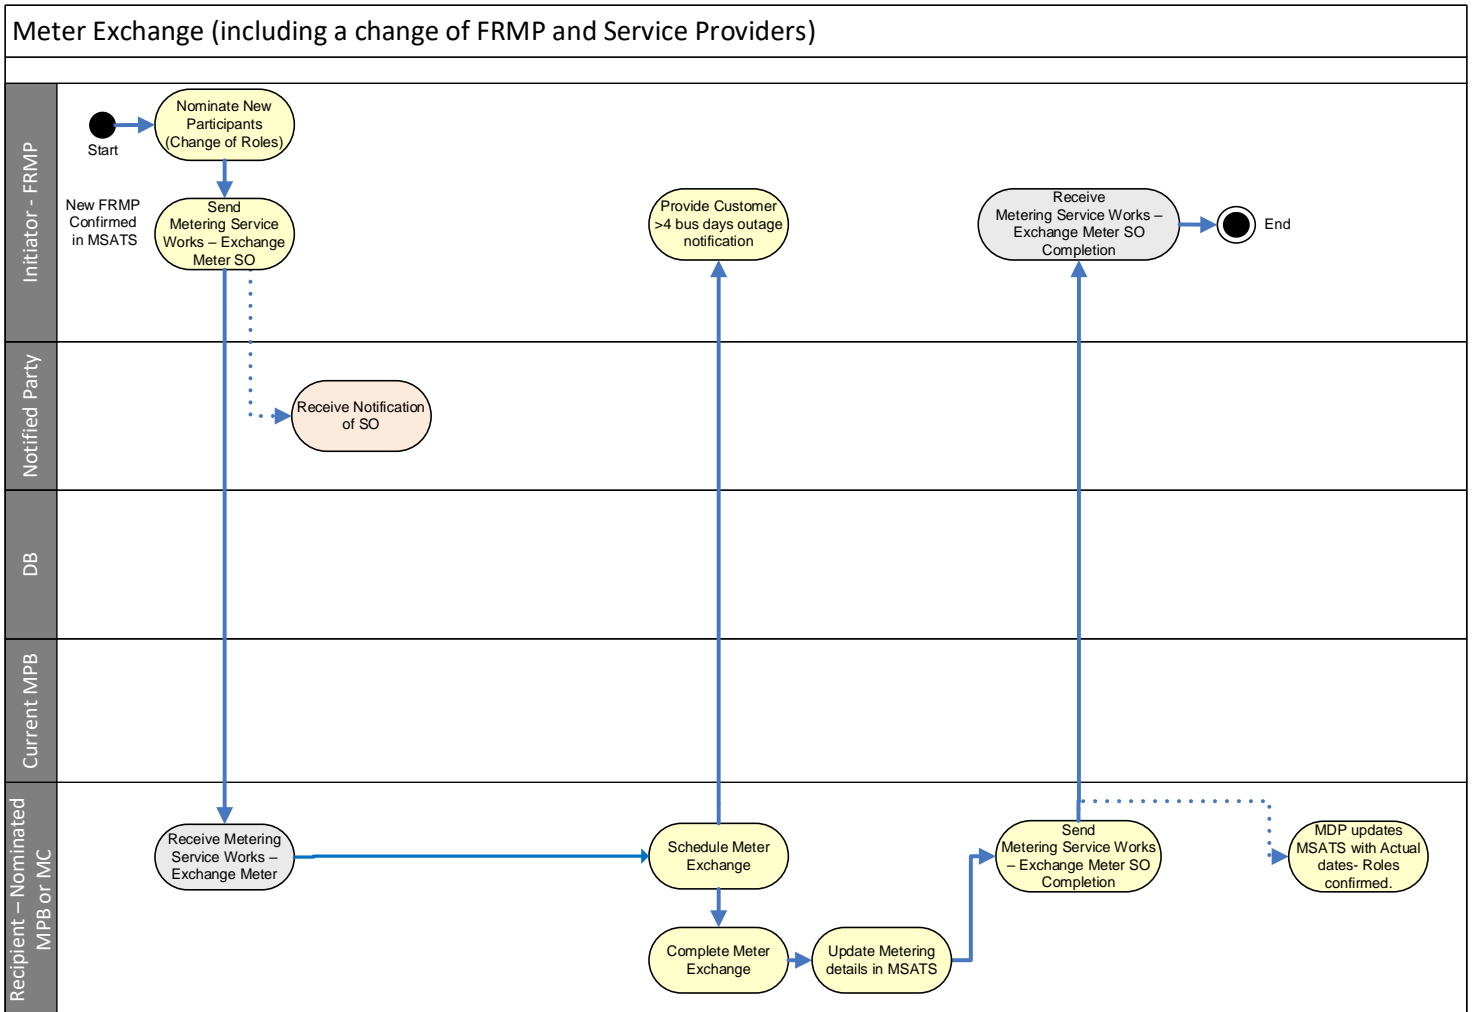 Meter Exchange (including a change of FRMP and Service Providers)
Initiator - FRMP
Start
Nominate New
Participants
(Change of Roles)
New FRMP
Confirmed
in MSATS
Send
Metering Service
Works – Exchange
Meter SO
Provide Customer
>4 bus days outage
notification
Receive
Metering Service Works –
Exchange Meter SO
Completion
End
Notified Party
Receive Notification
of SO
DB
Current MPB
Recipient – Nominated
MPB or MC
Receive Metering
Service Works –
Exchange Meter
Schedule Meter
Exchange
Send
Metering Service Works
– Exchange Meter SO
Completion
MDP updates
MSATS with Actual
dates- Roles
confirmed.
Complete Meter
Exchange
Update Metering
details in MSATS